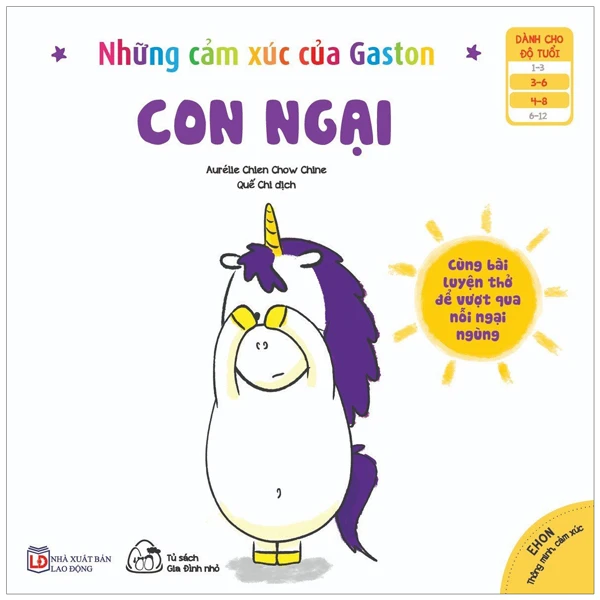 Những cảm xúc của Gaston
CON NGẠI
Aurélie Chien Chow Chine
Quế Chi dịch
DÀNH CHO
ĐỘ TUỔI
1-3
3-6
4-8
6-12
Cùng bài
luyện thở
để vượt qua
nỗi ngại
ngùng
LĐ
NHÀ XUẤT BẢN
LAO ĐỘNG
Tủ sách
Gia Đình nhỏ
EHON
Thông minh cảm xúc